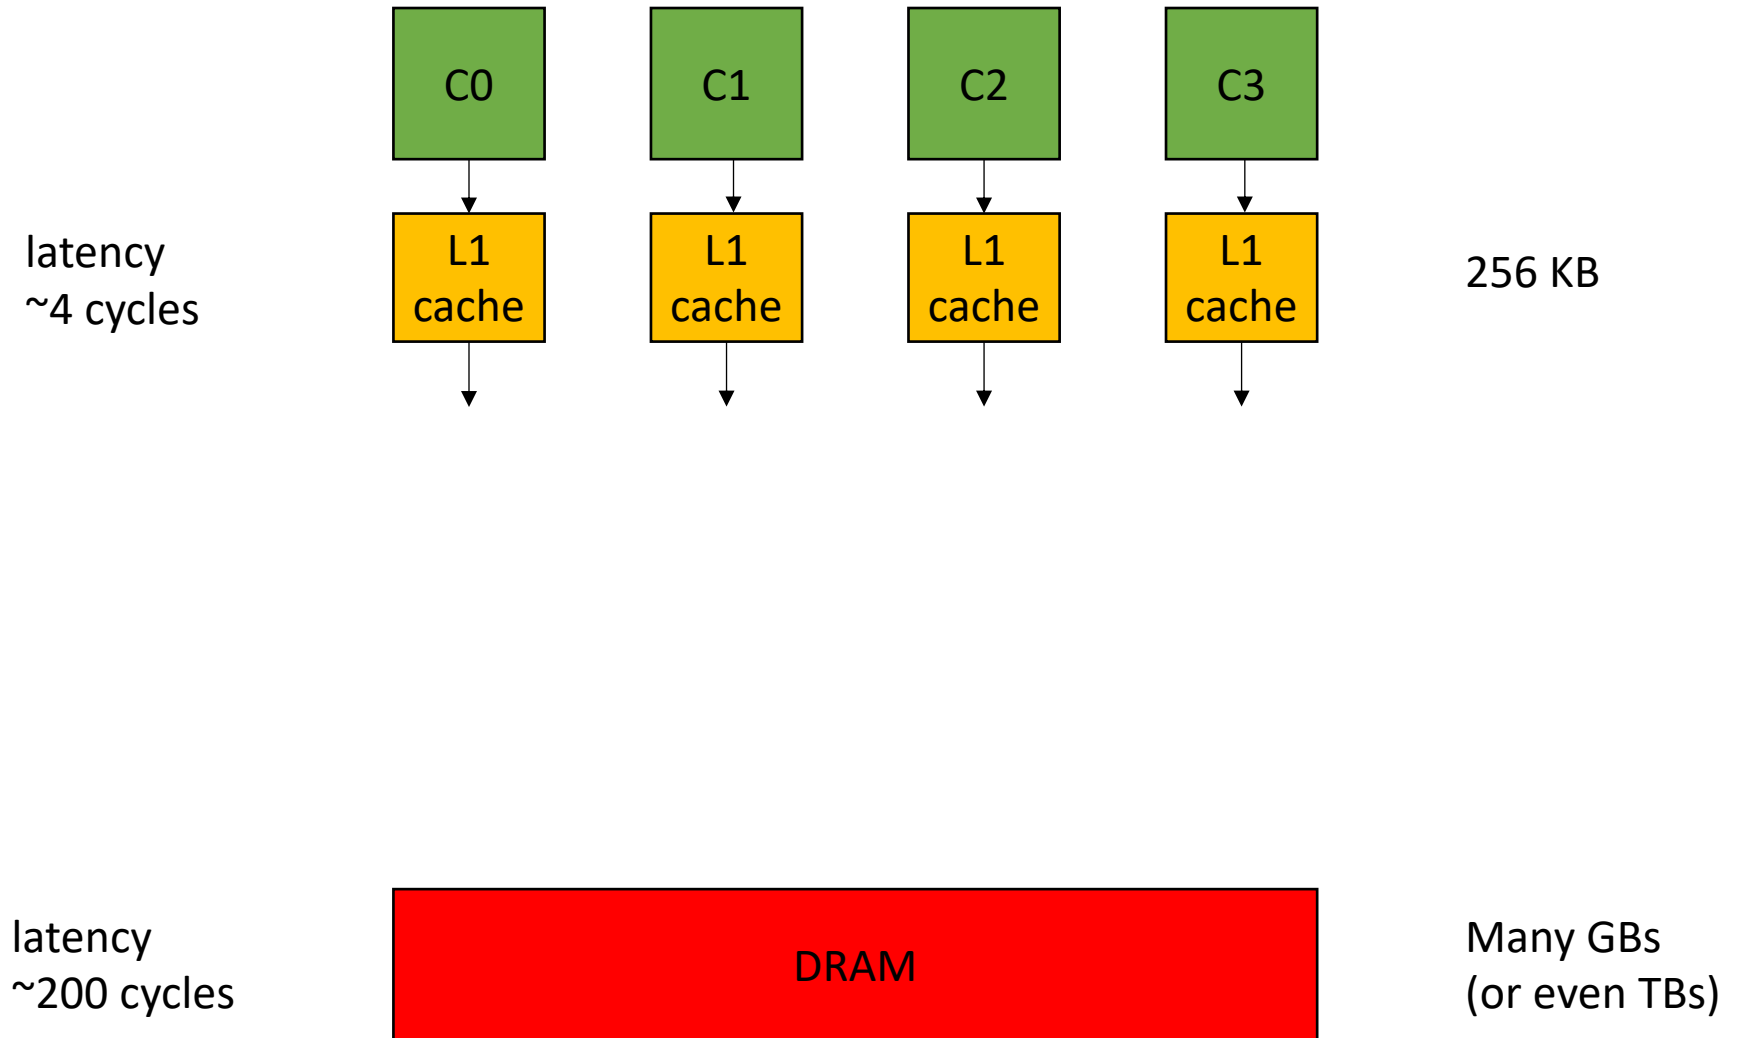 C0
C1
C2
C3
latency
~4 cycles
L1
cache
L1
cache
L1
cache
L1
cache
256 KB
latency
~200 cycles
DRAM
Many GBs
(or even TBs)